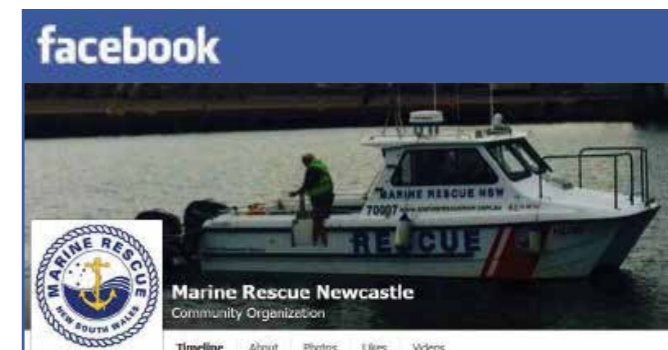 facebook
MARINE RESCUE NSW
70007
RESCUE
MARINE RESCUE
NEW SOUTH WALES
Marine Rescue Newcastle
Community Organization
Timeline About Photos Likes Videos